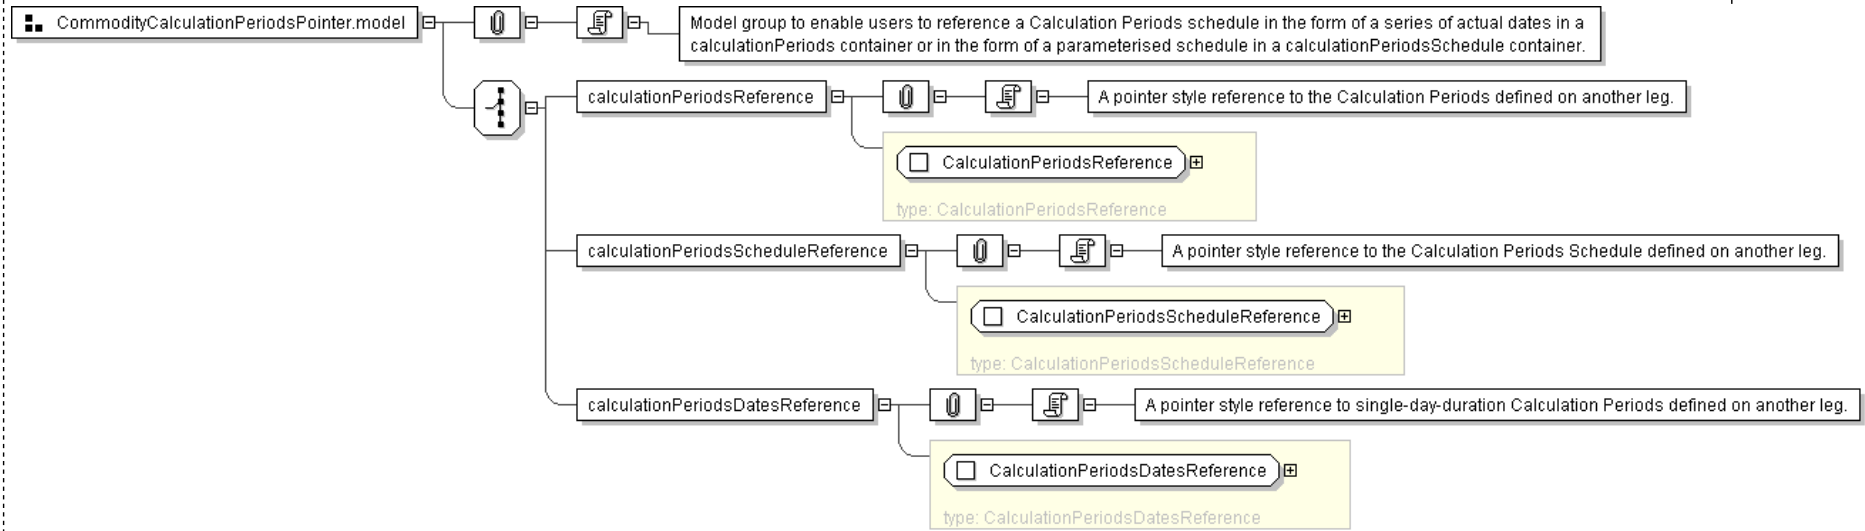 CommodityCalculationPeriodsPointer.model
Model group to enable users to reference a Calculation Periods schedule in the form of a series of actual dates in a
calculationPeriods container or in the form of a parameterised schedule in a calculationPeriodsSchedule container.
calculationPeriodsReference
A pointer style reference to the Calculation Periods defined on another leg.
CalculationPeriodsReference
type: CalculationPeriodsReference
calculationPeriodsScheduleReference
A pointer style reference to the Calculation Periods Schedule defined on another leg.
CalculationPeriodsScheduleReference
type: CalculationPeriodsScheduleReference
calculationPeriodsDatesReference
A pointer style reference to single-day-duration Calculation Periods defined on another leg.
CalculationPeriodsDatesReference
type: CalculationPeriodsDatesReference